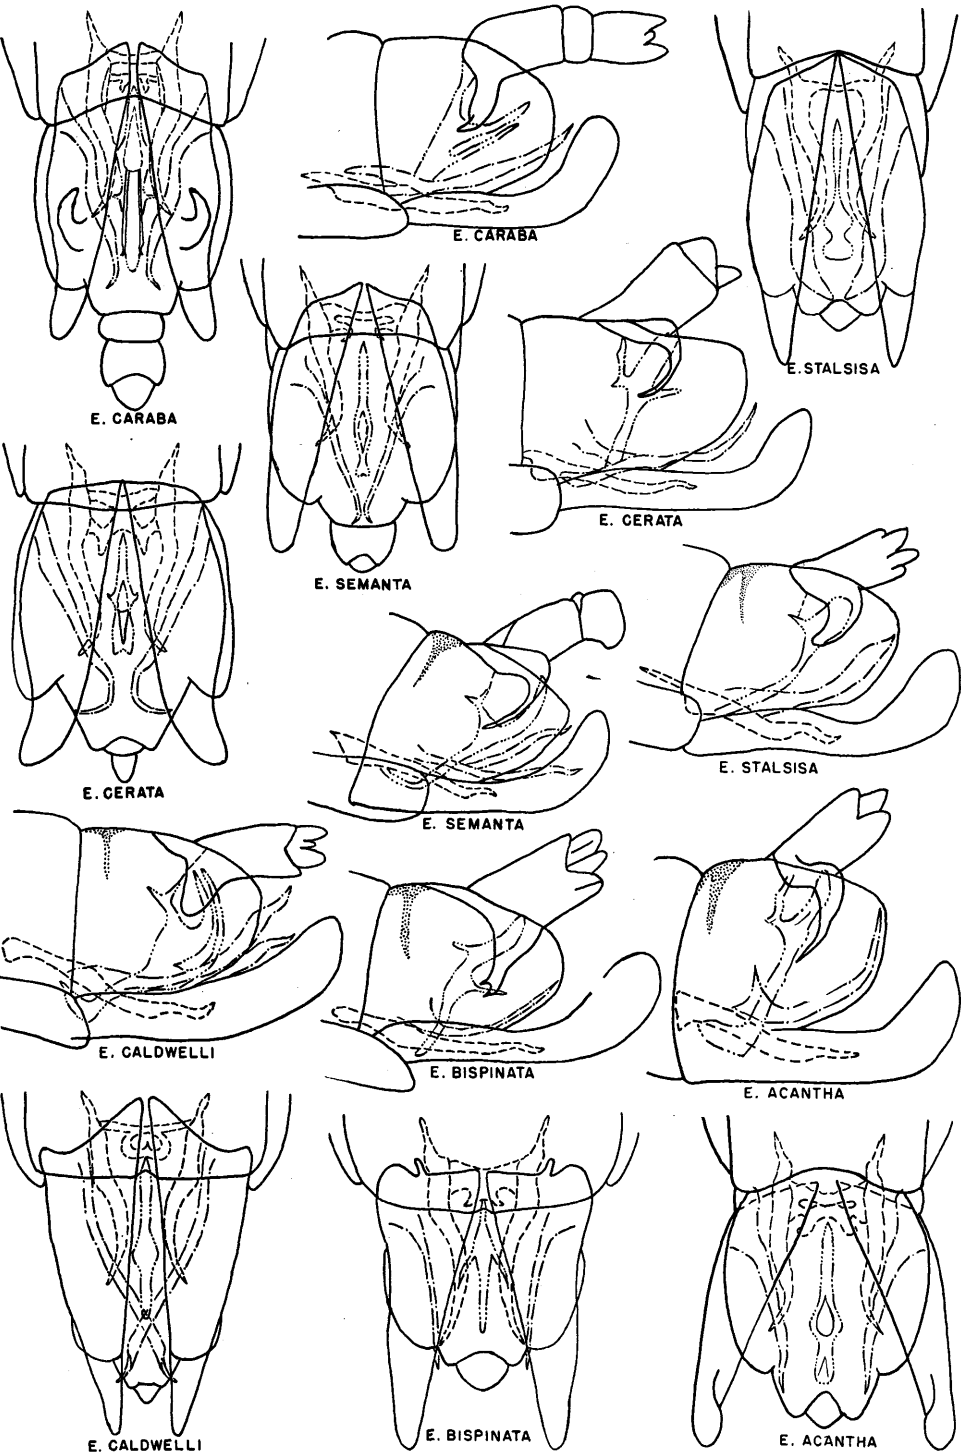 E. CARABA
E. STALSISA
E. CARABA
E. CERATA
E. SEMANTA
E. STALSISA
E. CERATA
E. SEMANTA
E. CALDWELLI
E. BISPINATA
E. ACANTHA
E. CALDWELLI
E. BISPINATA
E. ACANTHA